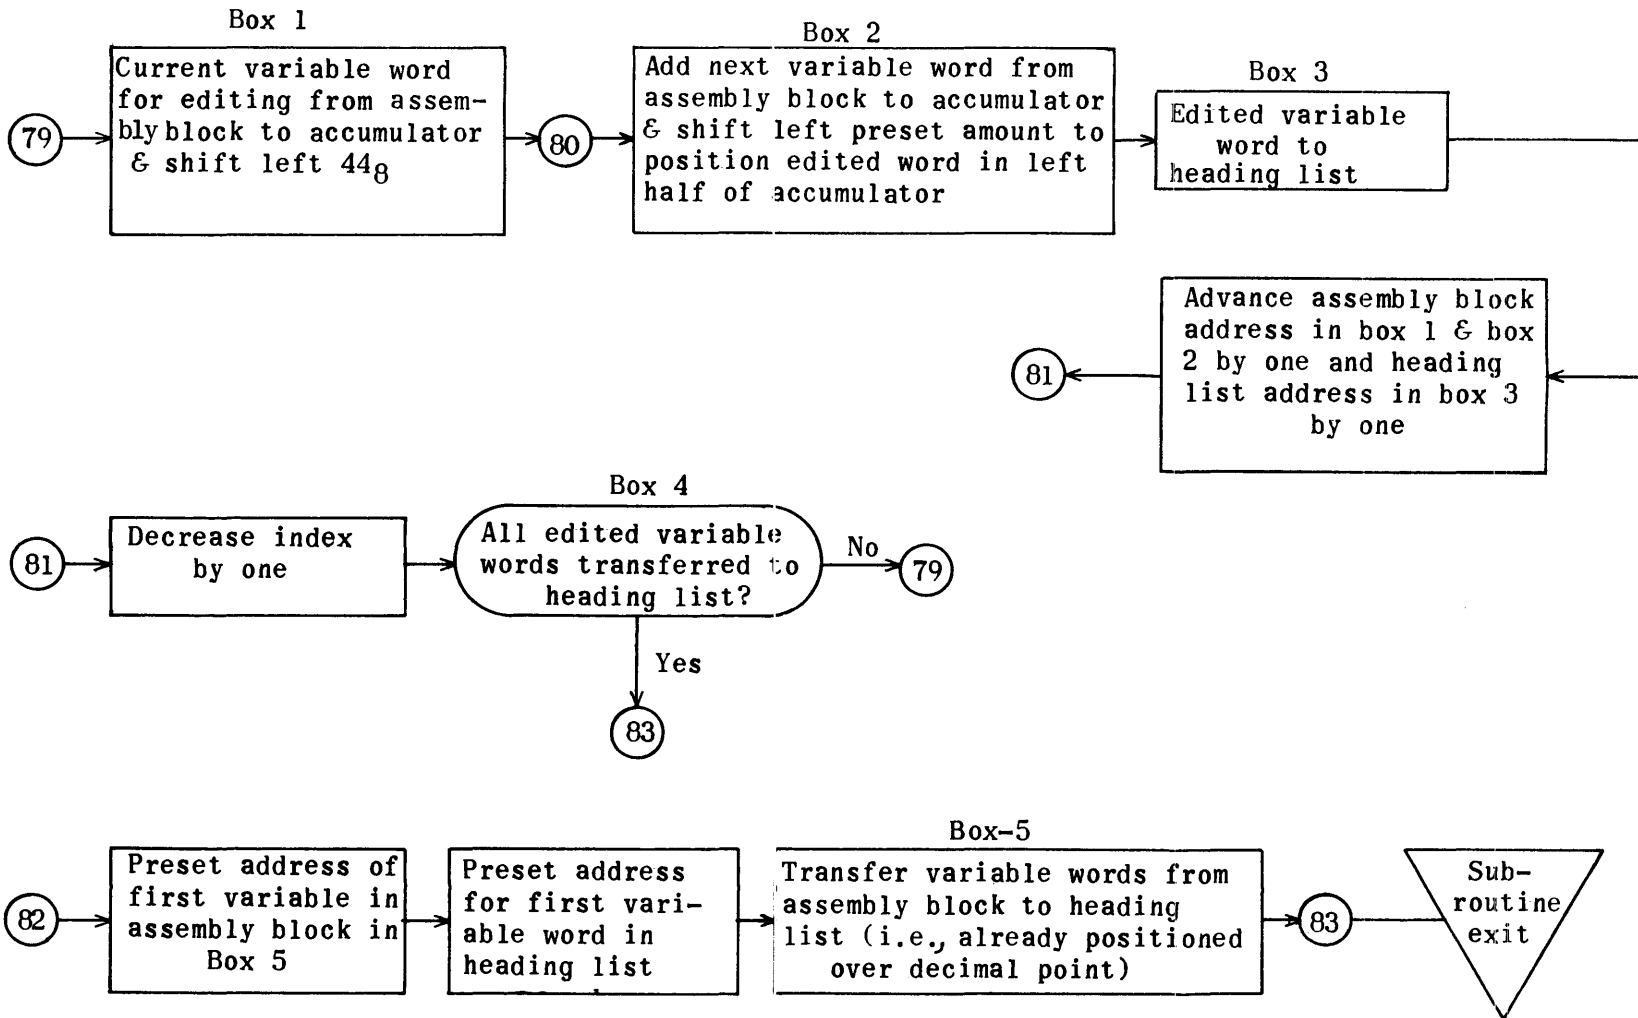 Box 1
79
Current variable word
for editing from assem-
bly block to accumulator
& shift left 44₈
80
Box 2
Add next variable word from
assembly block to accumulator
& shift left preset amount to
position edited word in left
half of accumulator
Box 3
Edited variable
word to
heading list
Advance assembly block
address in box 1 & box
2 by one and heading
list address in box 3
by one
81
81
Decrease index
by one
Box 4
All edited variable
words transferred to
heading list?
No
79
Yes
83
82
Preset address of
first variable in
assembly block in
Box 5
Preset address
for first vari-
able word in
heading list
Box-5
Transfer variable words from
assembly block to heading
list (i.e., already positioned
over decimal point)
83
Sub-
routine
exit